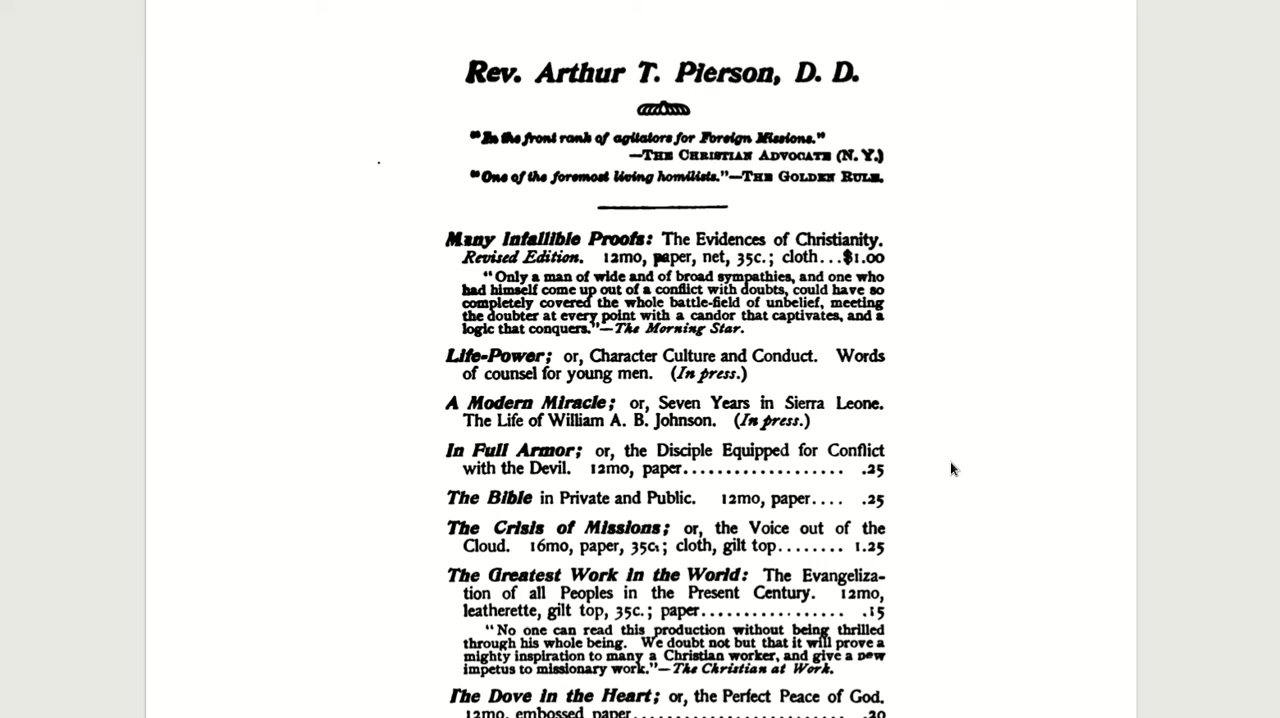 Rev. Arthur T. Pierson, D. D.
"In the front rank of agitators for Foreign Missions."
—THE CHRISTIAN ADVOCATE (N. Y.)
"One of the foremost living homilists."—THE GOLDEN RULE.
Many Infallible Proofs: The Evidences of Christianity.
Revised Edition. 12mo, paper, net, 35c.; cloth...$1.00
"Only a man of wide and of broad sympathies, and one who
had himself come up out of a conflict with doubts, could have so
completely covered the whole battle-field of unbelief, meeting
the doubter at every point with a candor that captivates, and a
logic that conquers."—The Morning Star.
Life-Power; or, Character Culture and Conduct. Words
of counsel for young men. (In press.)
A Modern Miracle; or, Seven Years in Sierra Leone.
The Life of William A. B. Johnson. (In press.)
In Full Armor; or, the Disciple Equipped for Conflict
with the Devil. 12mo, paper.................. .25
The Bible in Private and Public. 12mo, paper.... .25
The Crisis of Missions; or, the Voice out of the
Cloud. 16mo, paper, 35c.; cloth, gilt top........ 1.25
The Greatest Work in the World: The Evangeliza-
tion of all Peoples in the Present Century. 12mo,
leatherette, gilt top, 35c.; paper................ .15
"No one can read this production without being thrilled
through his whole being. We doubt not but that it will prove a
mighty inspiration to many a Christian worker, and give a new
impetus to missionary work."—The Christian at Work.
The Dove in the Heart; or, the Perfect Peace of God.
12mo, embossed paper....................... .20